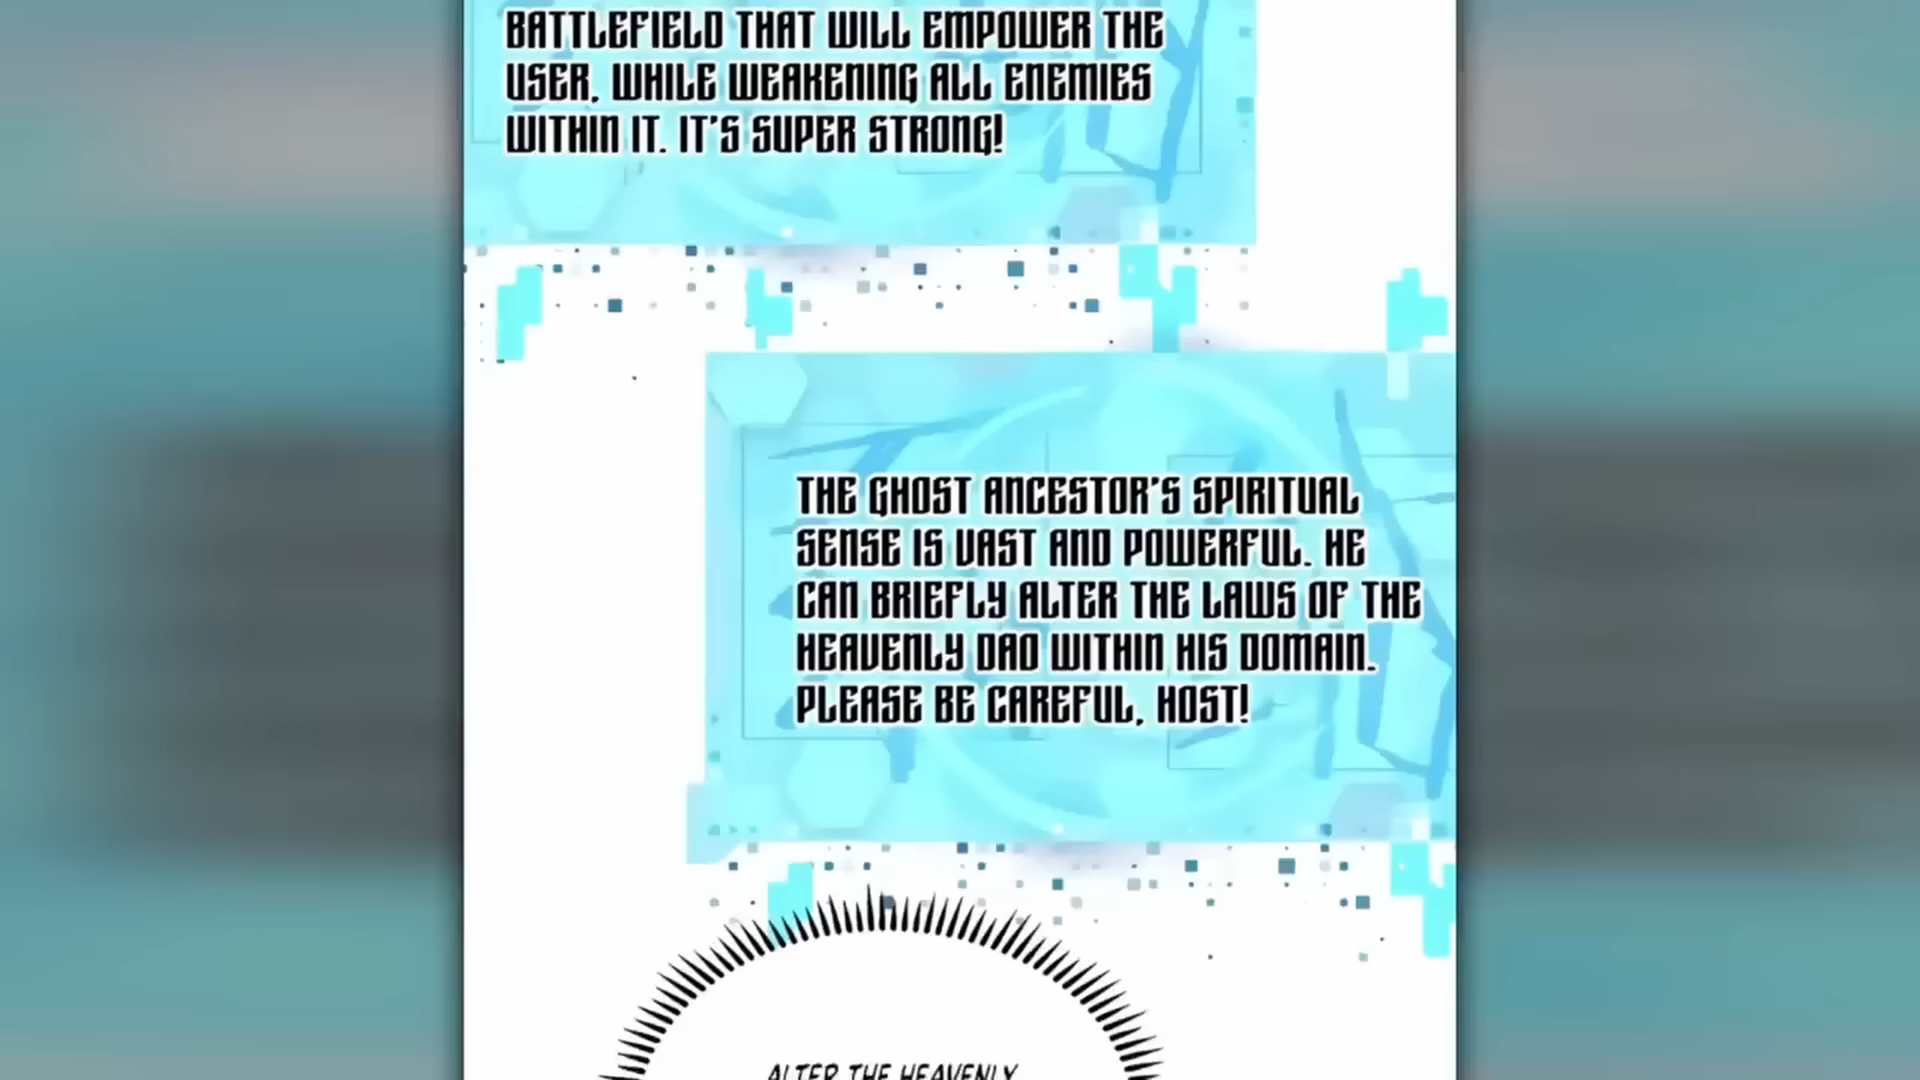 BATTLEFIELD THAT WILL EMPOWER THE
USER, WHILE WEAKENING ALL ENEMIES
WITHIN IT. IT'S SUPER STRONG!
THE GHOST ANCESTOR'S SPIRITUAL
SENSE IS VAST AND POWERFUL. HE
CAN BRIEFLY ALTER THE LAWS OF THE
HEAVENLY DAO WITHIN HIS DOMAIN.
PLEASE BE CAREFUL, HOST!
ALTER THE HEAVENLY